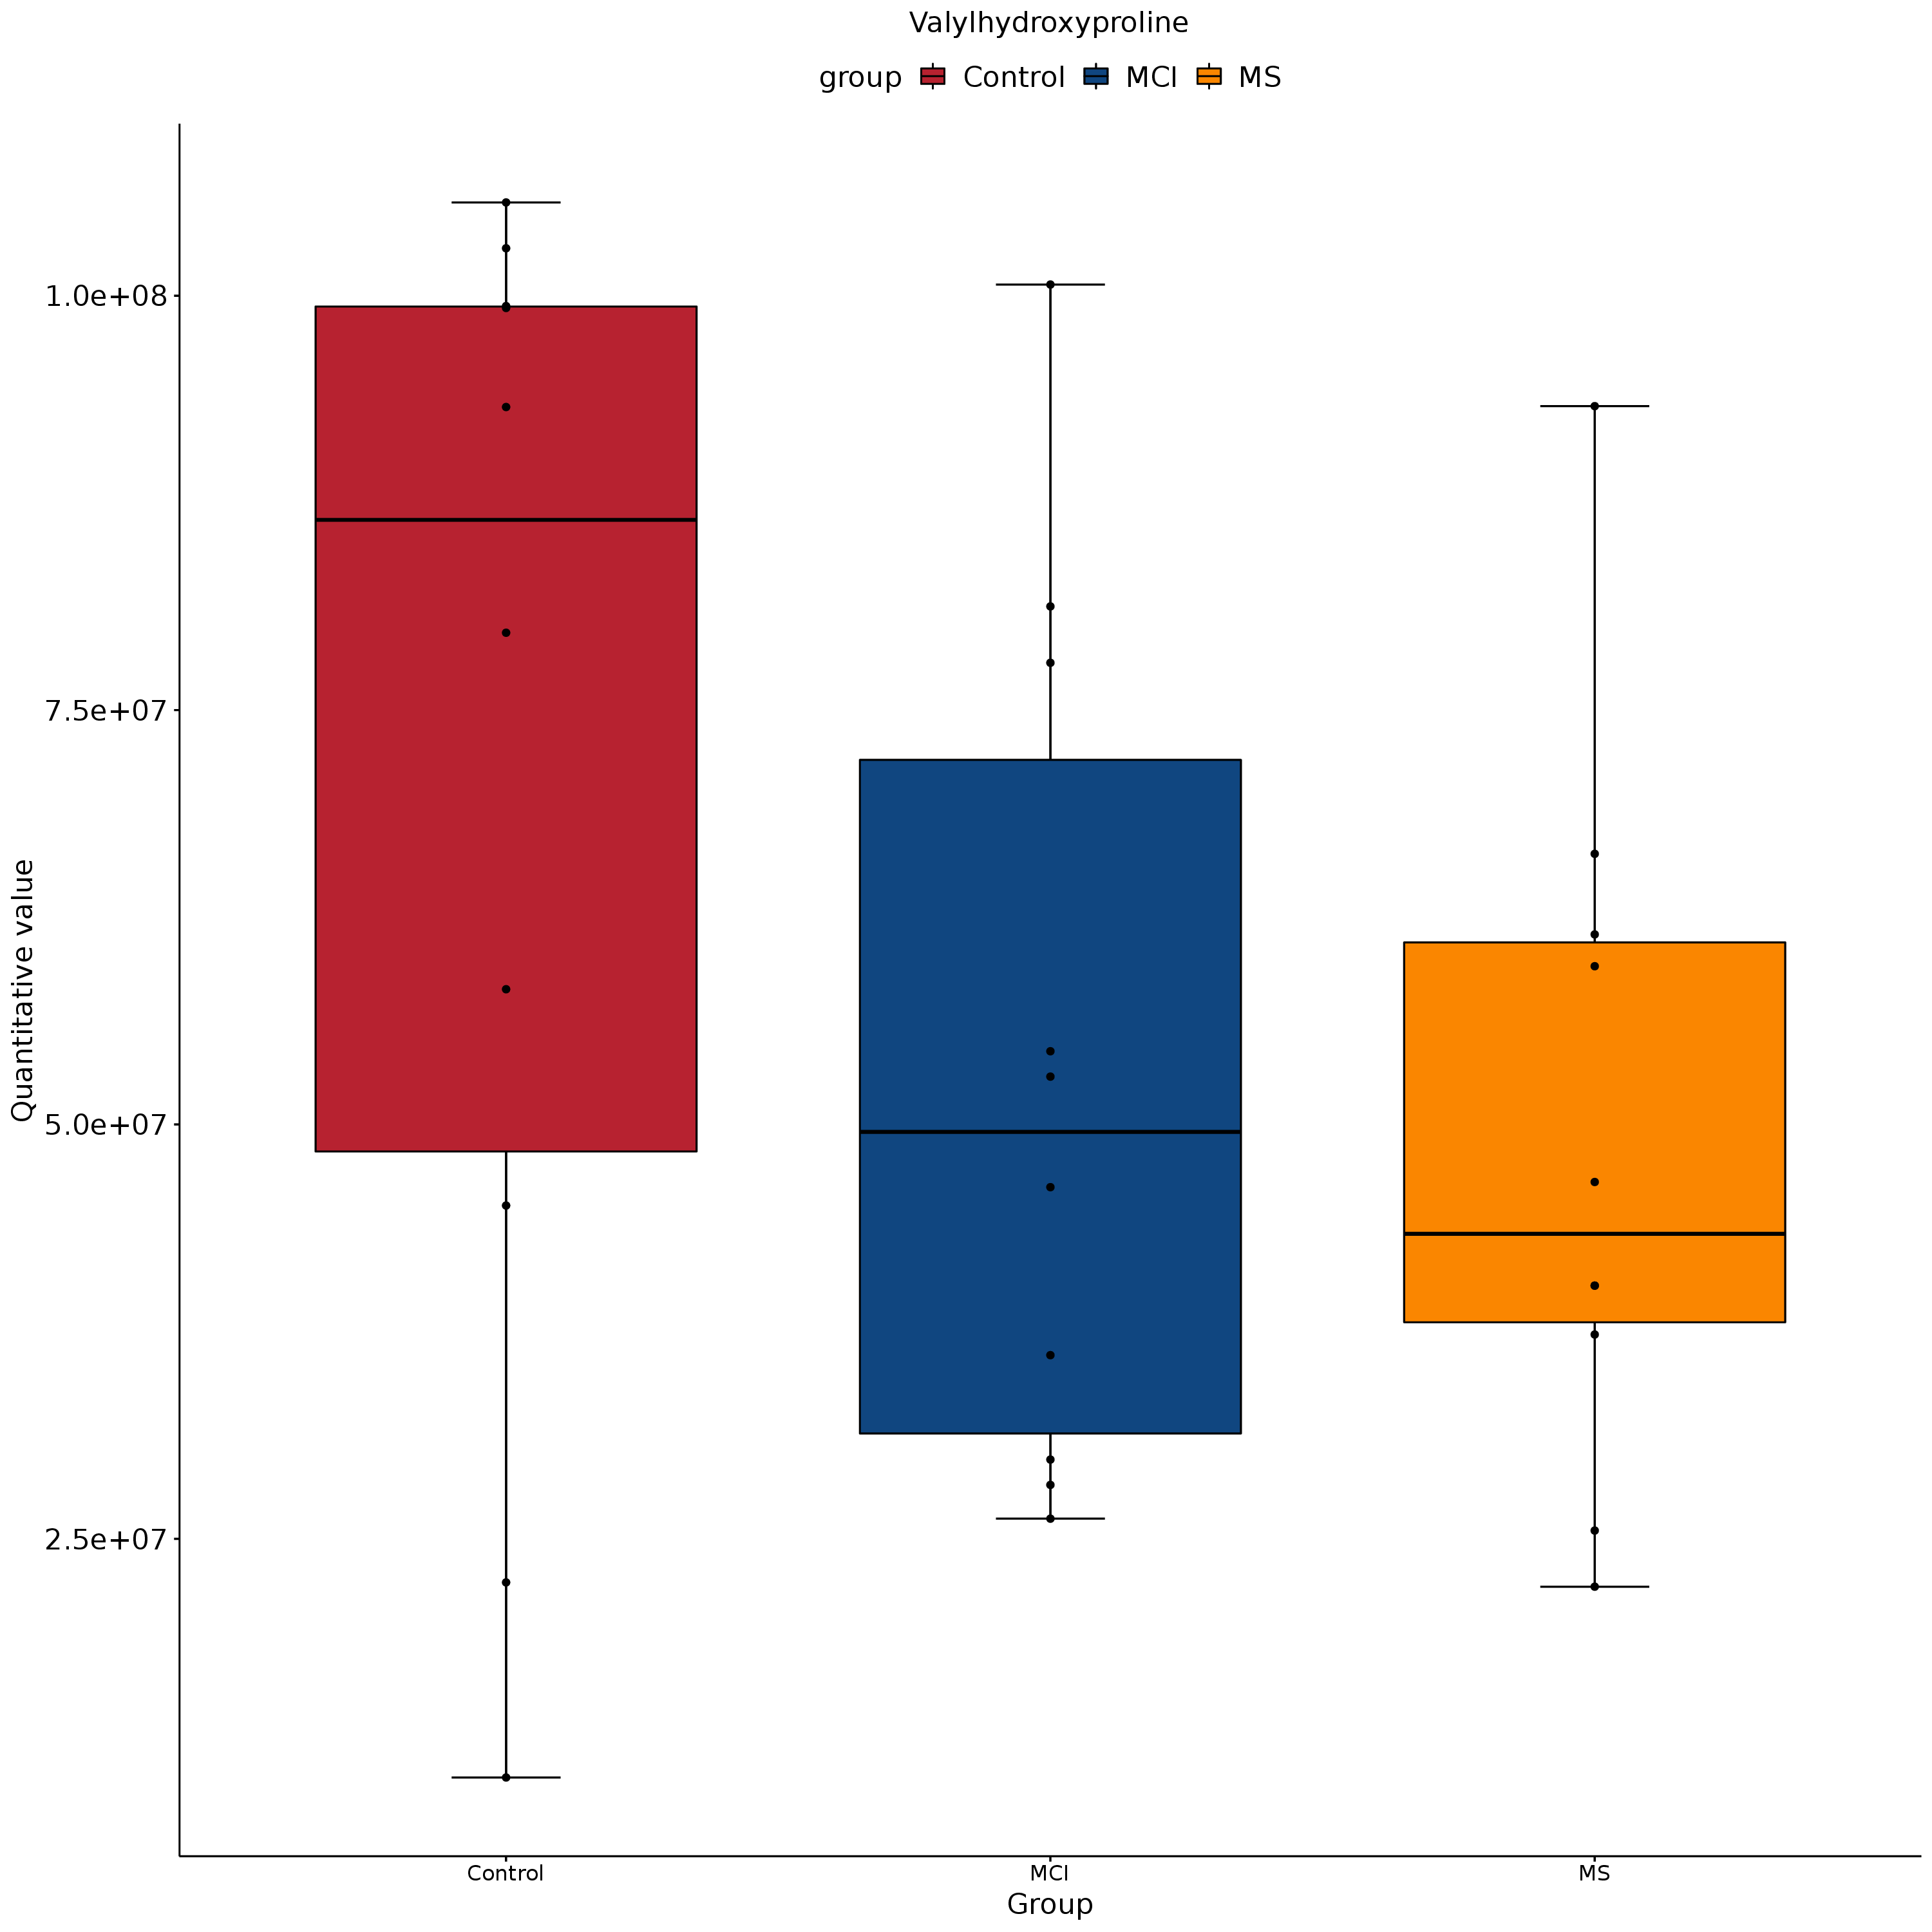 Valylhydroxyproline
group Control MCI MS
Quantitative value
1.0e+08
7.5e+07
5.0e+07
2.5e+07
Control MCI MS
Group